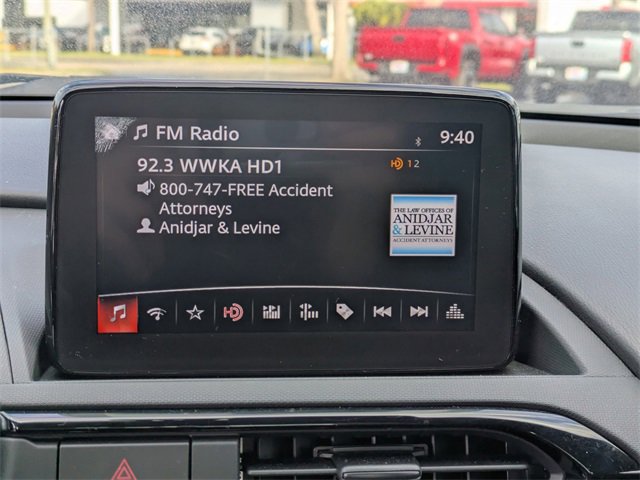 FM Radio
9:40
92.3 WWKA HD1
HD 1 2
800-747-FREE Accident
Attorneys
Anidjar & Levine
THE LAW OFFICES OF
ANIDJAR
& LEVINE
ACCIDENT ATTORNEYS
HD